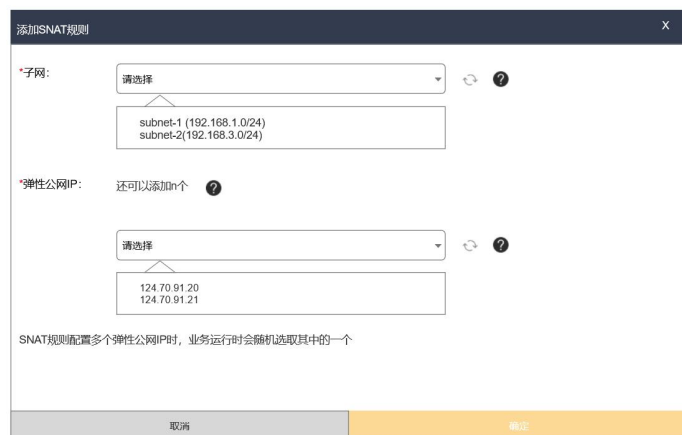 添加SNAT规则 X
*子网: 请选择
subnet-1 (192.168.1.0/24)
subnet-2(192.168.3.0/24)
*弹性公网IP: 还可以添加n个
请选择
124.70.91.20
124.70.91.21
SNAT规则配置多个弹性公网IP时，业务运行时会随机选取其中的一个
取消 确定